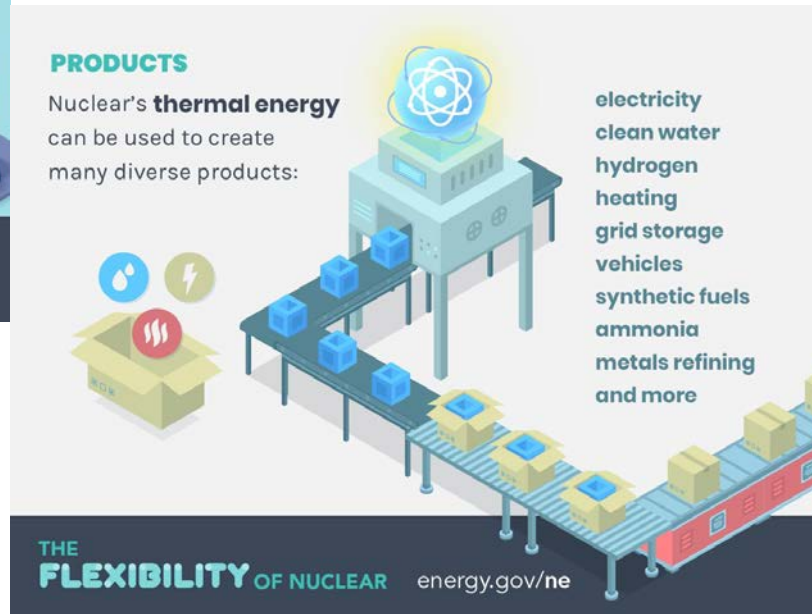 PRODUCTS
Nuclear's thermal energy
can be used to create
many diverse products:
electricity
clean water
hydrogen
heating
grid storage
vehicles
synthetic fuels
ammonia
metals refining
and more
THE
FLEXIBILITY OF NUCLEAR energy.gov/ne